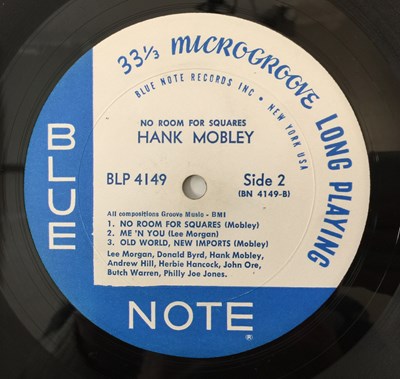 33⅓ MICROGROOVE LONG PLAYING
BLUE NOTE RECORDS INC • NEW YORK USA
NO ROOM FOR SQUARES
HANK MOBLEY
BLP 4149
Side 2
(BN 4149-B)
All compositions Groove Music - BMI
1. NO ROOM FOR SQUARES (Mobley)
2. ME 'N YOU (Lee Morgan)
3. OLD WORLD, NEW IMPORTS (Mobley)
Lee Morgan, Donald Byrd, Hank Mobley,
Andrew Hill, Herbie Hancock, John Ore,
Butch Warren, Philly Joe Jones.
BLUE
NOTE
®